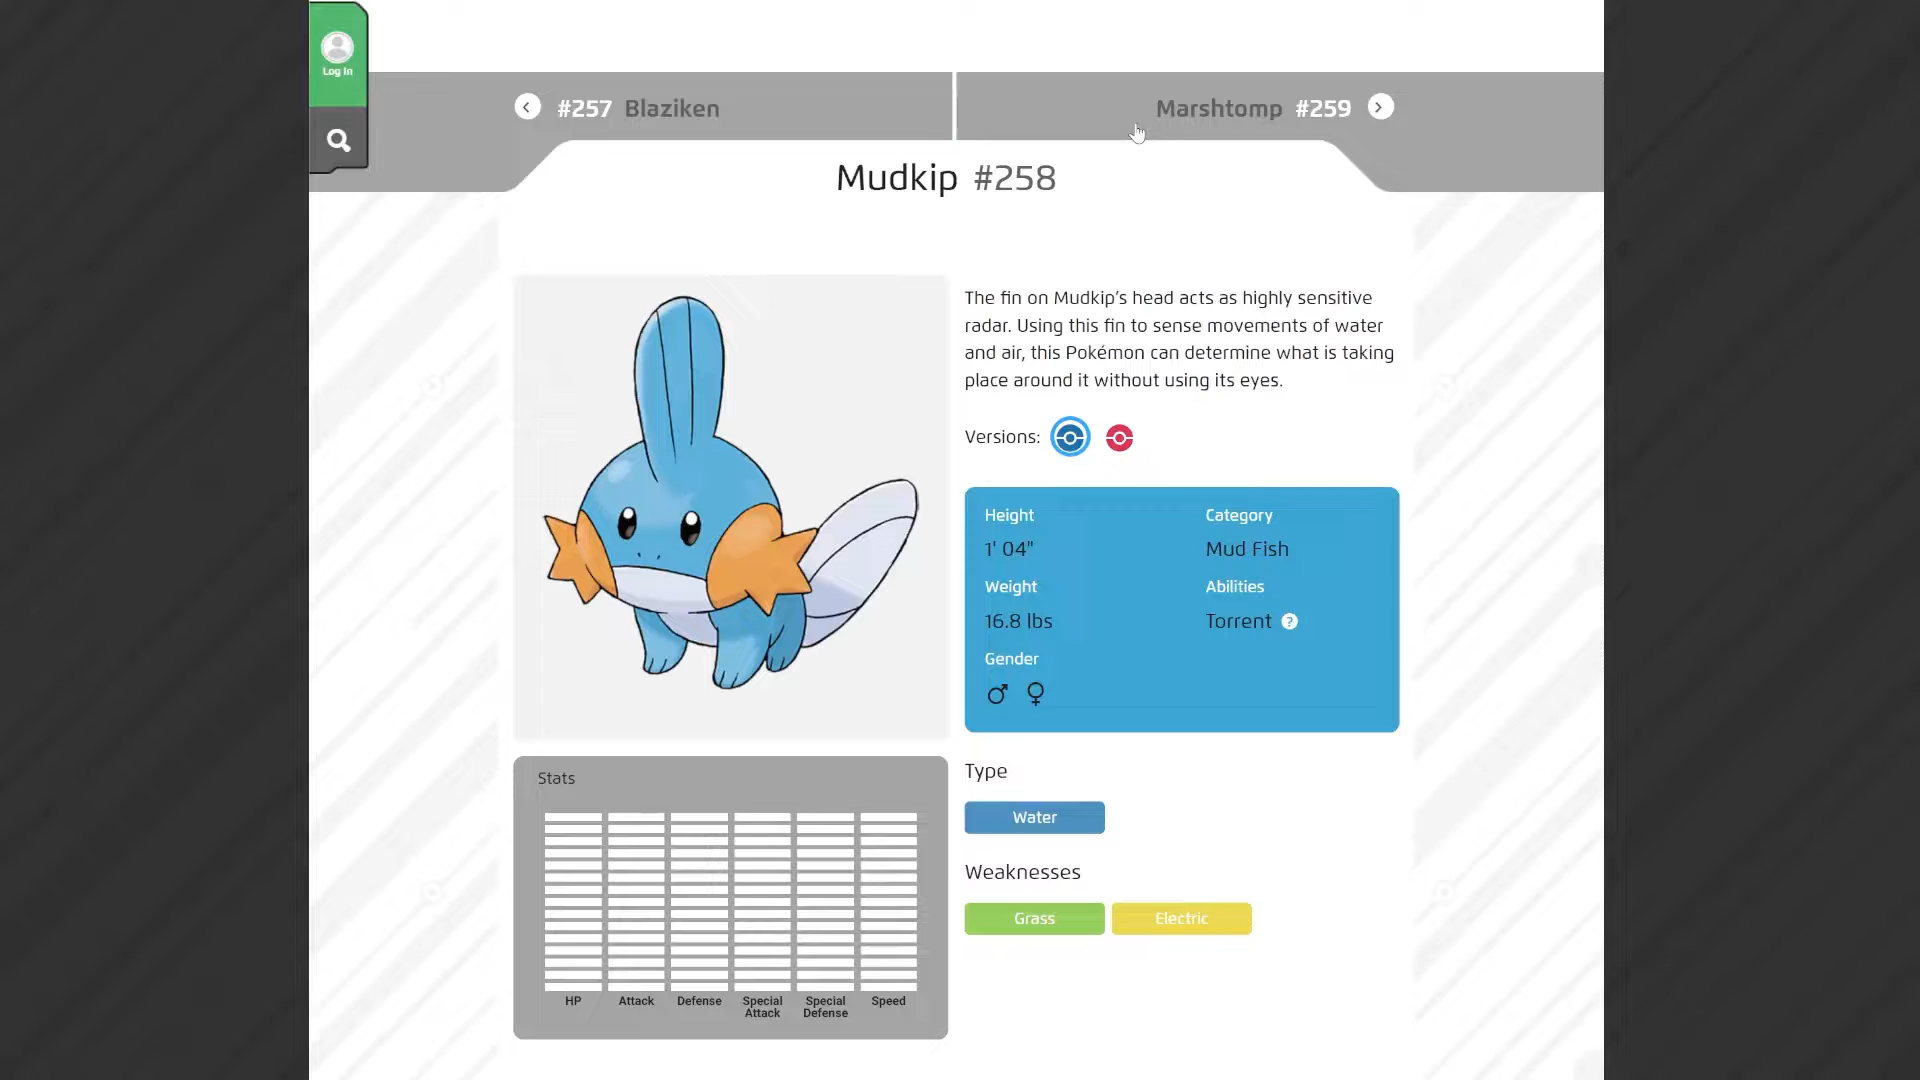 Log In
#257 Blaziken
Marshtomp #259
Mudkip #258
The fin on Mudkip’s head acts as highly sensitive
radar. Using this fin to sense movements of water
and air, this Pokémon can determine what is taking
place around it without using its eyes.
Versions:
Height
1' 04"
Weight
16.8 lbs
Gender
Category
Mud Fish
Abilities
Torrent ?
Stats
HP
Attack
Defense
Special
Attack
Special
Defense
Speed
Type
Water
Weaknesses
Grass
Electric